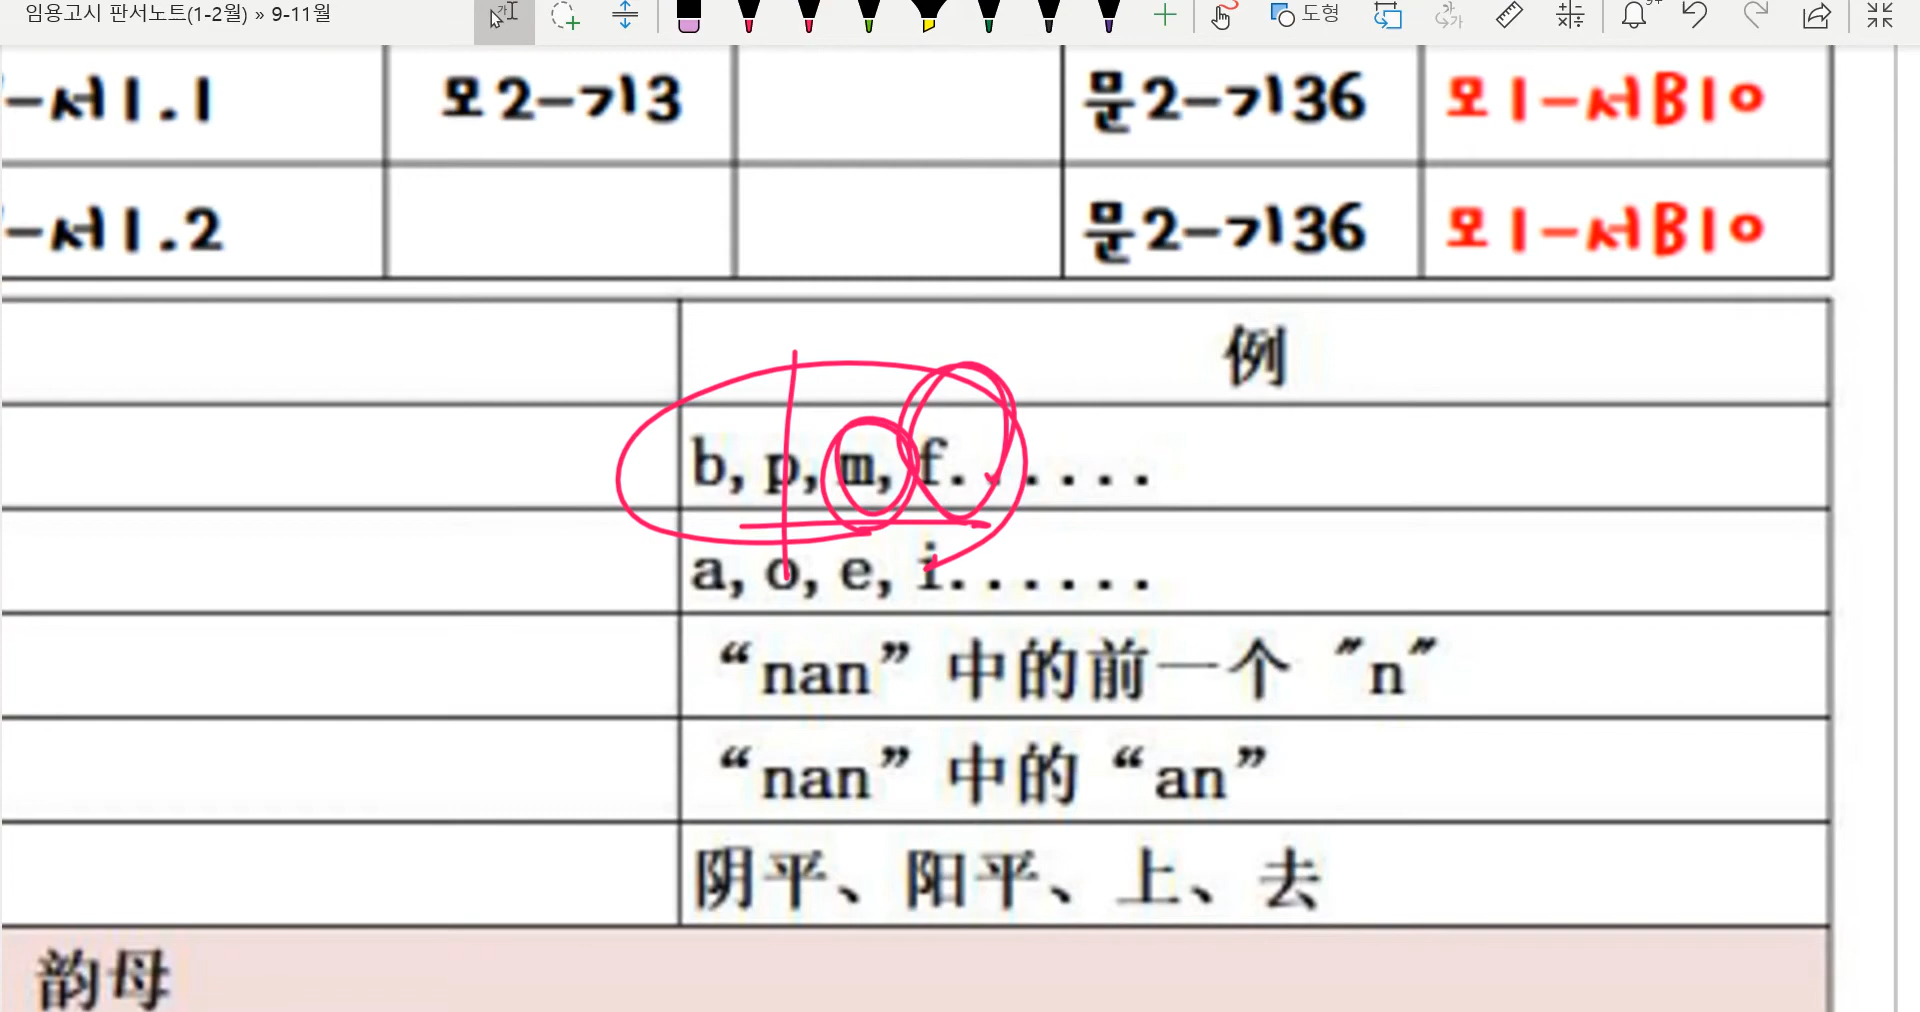 임용고시 판서노트(1-2월) » 9-11월
도형
9+
-서1.1 모2-기3 문2-기36 모1-서B10
-서1.2 문2-기36 모1-서B10
例
b, p, m, f......
a, o, e, i......
“nan” 中的前一个 "n"
“nan” 中的 “an”
阴平、阳平、上、去
韵母